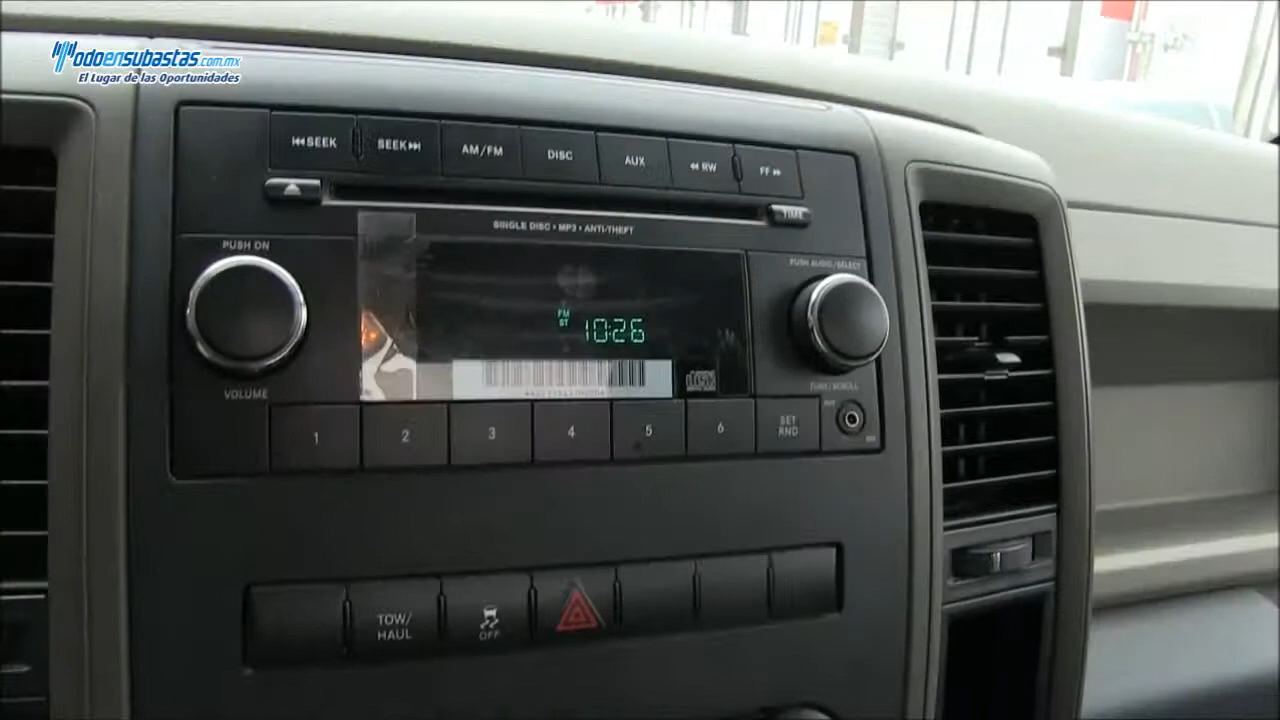 Todoensubastas.com.mx
El Lugar de las Oportunidades
SEEK
SEEK
AM/FM
DISC
AUX
RW
FF
TIME
SINGLE DISC • MP3 • ANTI-THEFT
PUSH ON
PUSH AUDIO/SELECT
FM
ST
10:26
VOLUME
TUNE/SCROLL
1
2
3
4
5
6
SET
RND
TOW/
HAUL
OFF